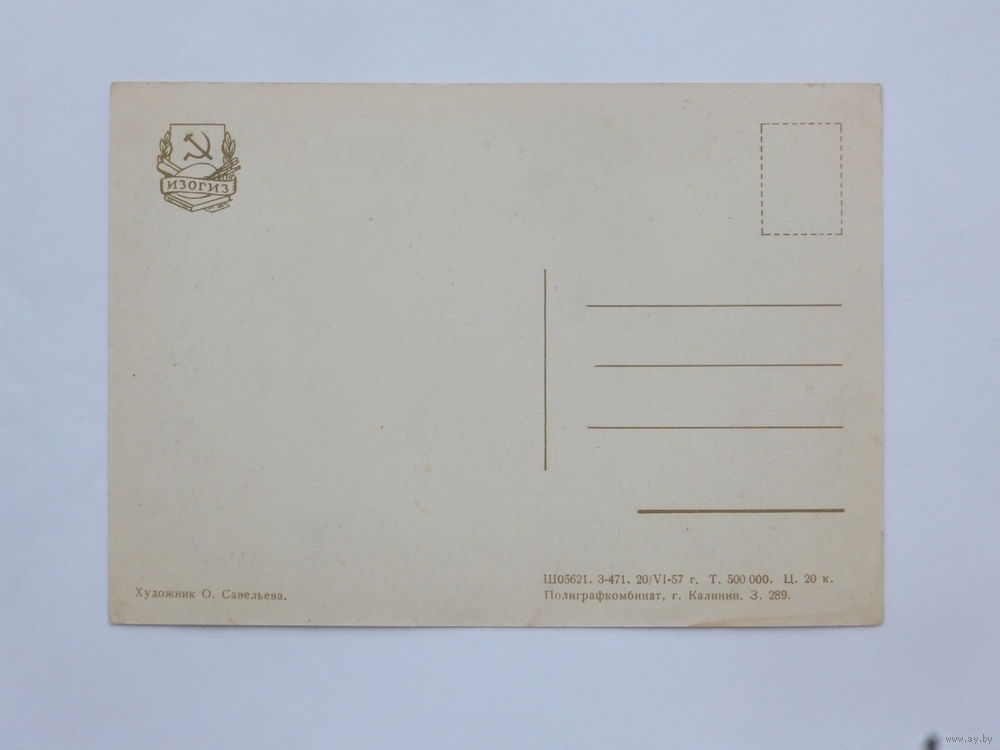 ИЗОГИЗ
Художник О. Савельева.
Ш05621. 3-471. 20/VI-57 г. Т. 500 000. Ц. 20 к.
Полиграфкомбинат, г. Калинин. З. 289.
www.ay.by